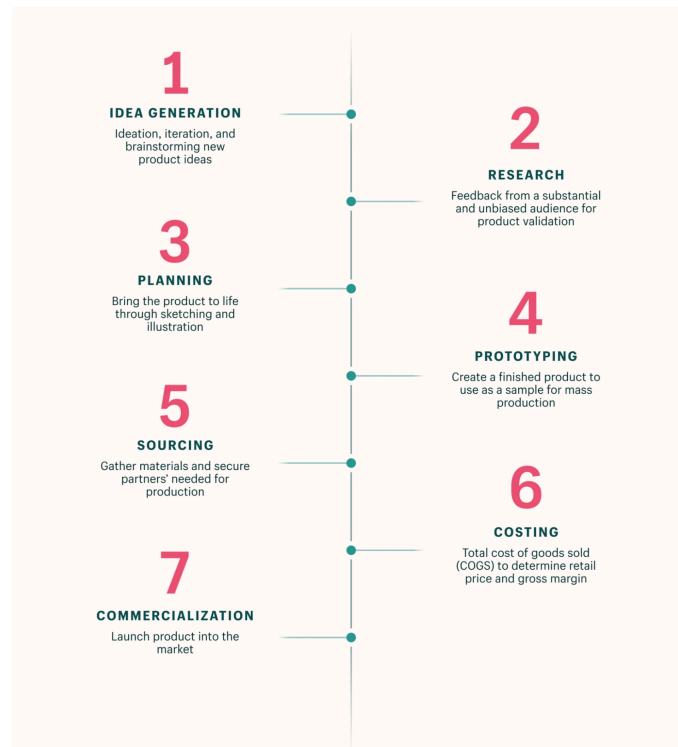 1
IDEA GENERATION
Ideation, iteration, and
brainstorming new
product ideas
2
RESEARCH
Feedback from a substantial
and unbiased audience for
product validation
3
PLANNING
Bring the product to life
through sketching and
illustration
4
PROTOTYPING
Create a finished product to
use as a sample for mass
production
5
SOURCING
Gather materials and secure
partners' needed for
production
6
COSTING
Total cost of goods sold
(COGS) to determine retail
price and gross margin
7
COMMERCIALIZATION
Launch product into the
market